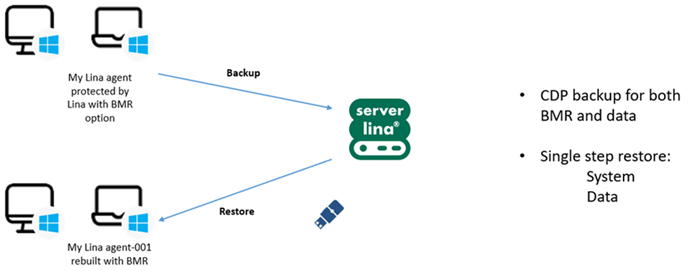 My Lina agent
protected by
Lina with BMR
option
Backup
server
lina®
Restore
My Lina agent-001
rebuilt with BMR
• CDP backup for both
BMR and data
• Single step restore:
System
Data